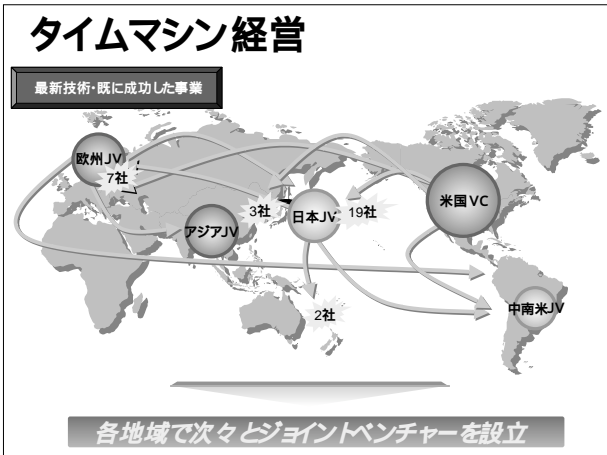 タイムマシン経営
最新技術・既に成功した事業
欧州JV
7社
米国VC
3社
日本JV
19社
アジアJV
中南米JV
2社
各地域で次々とジョイントベンチャーを設立